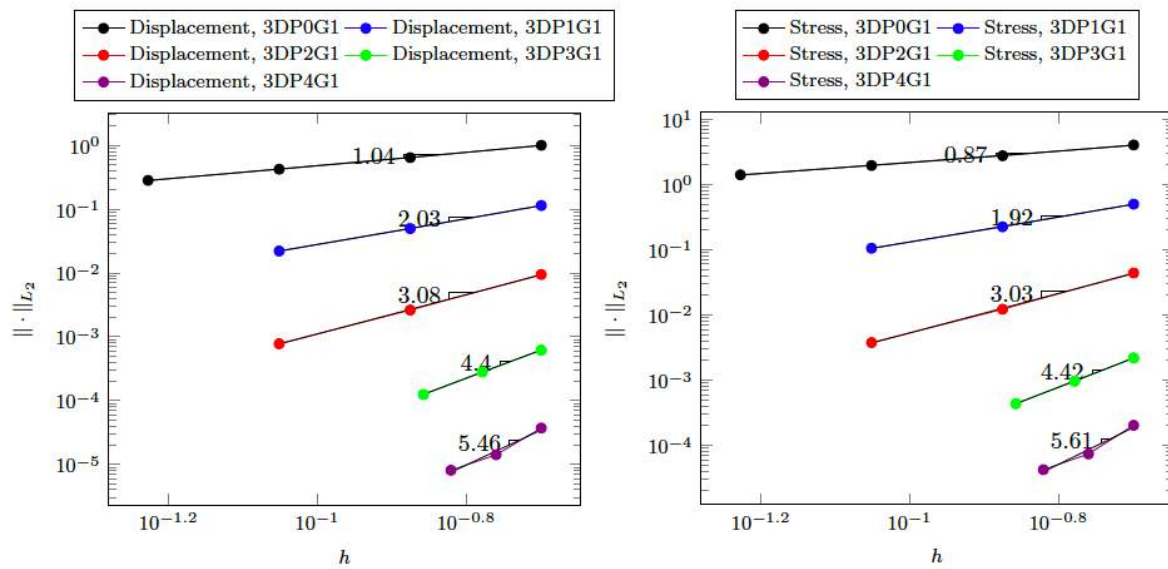 Displacement, 3DP0G1 Displacement, 3DP1G1
Displacement, 3DP2G1 Displacement, 3DP3G1
Displacement, 3DP4G1
10^0
10^{-1}
10^{-2}
10^{-3}
10^{-4}
10^{-5}
|| · ||_{L_2}
1.04
2.03
3.08
4.4
5.46
10^{-1.2} 10^{-1} 10^{-0.8}
h
Stress, 3DP0G1 Stress, 3DP1G1
Stress, 3DP2G1 Stress, 3DP3G1
Stress, 3DP4G1
10^1
10^0
10^{-1}
10^{-2}
10^{-3}
10^{-4}
|| · ||_{L_2}
0.87
1.92
3.03
4.42
5.61
10^{-1.2} 10^{-1} 10^{-0.8}
h